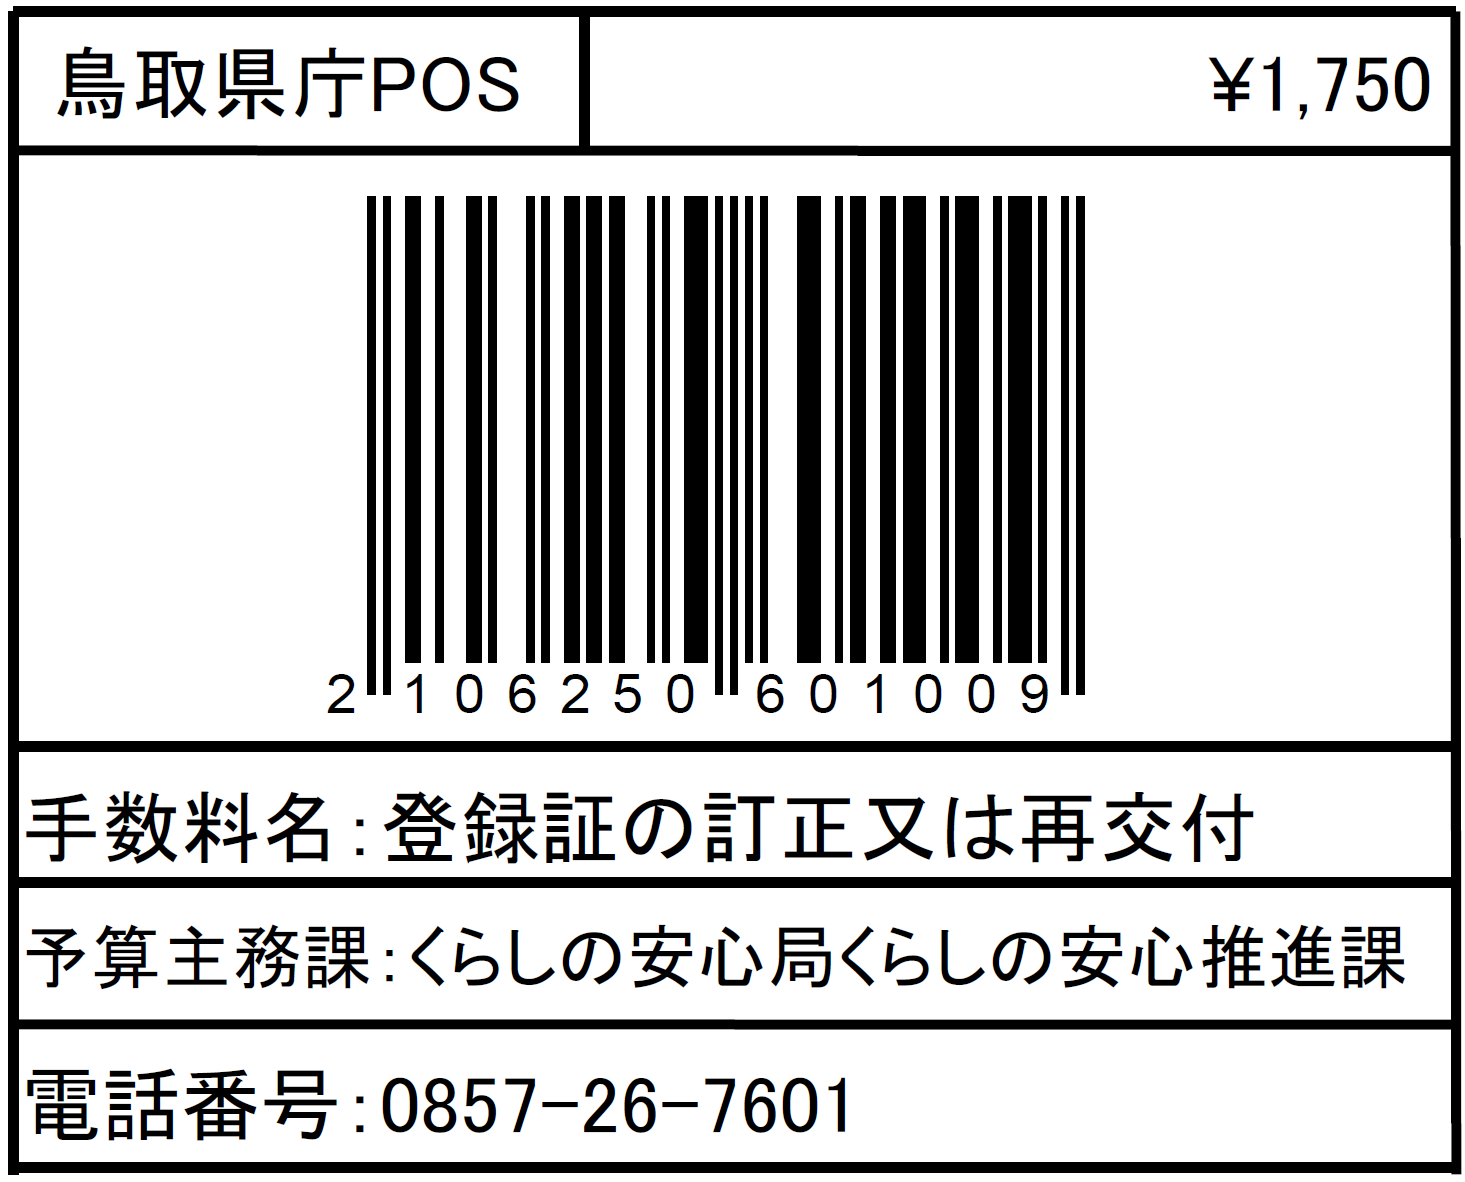 鳥取県庁POS ¥1,750
2 106250 601009
手数料名:登録証の訂正又は再交付
予算主務課:くらしの安心局くらしの安心推進課
電話番号:0857-26-7601